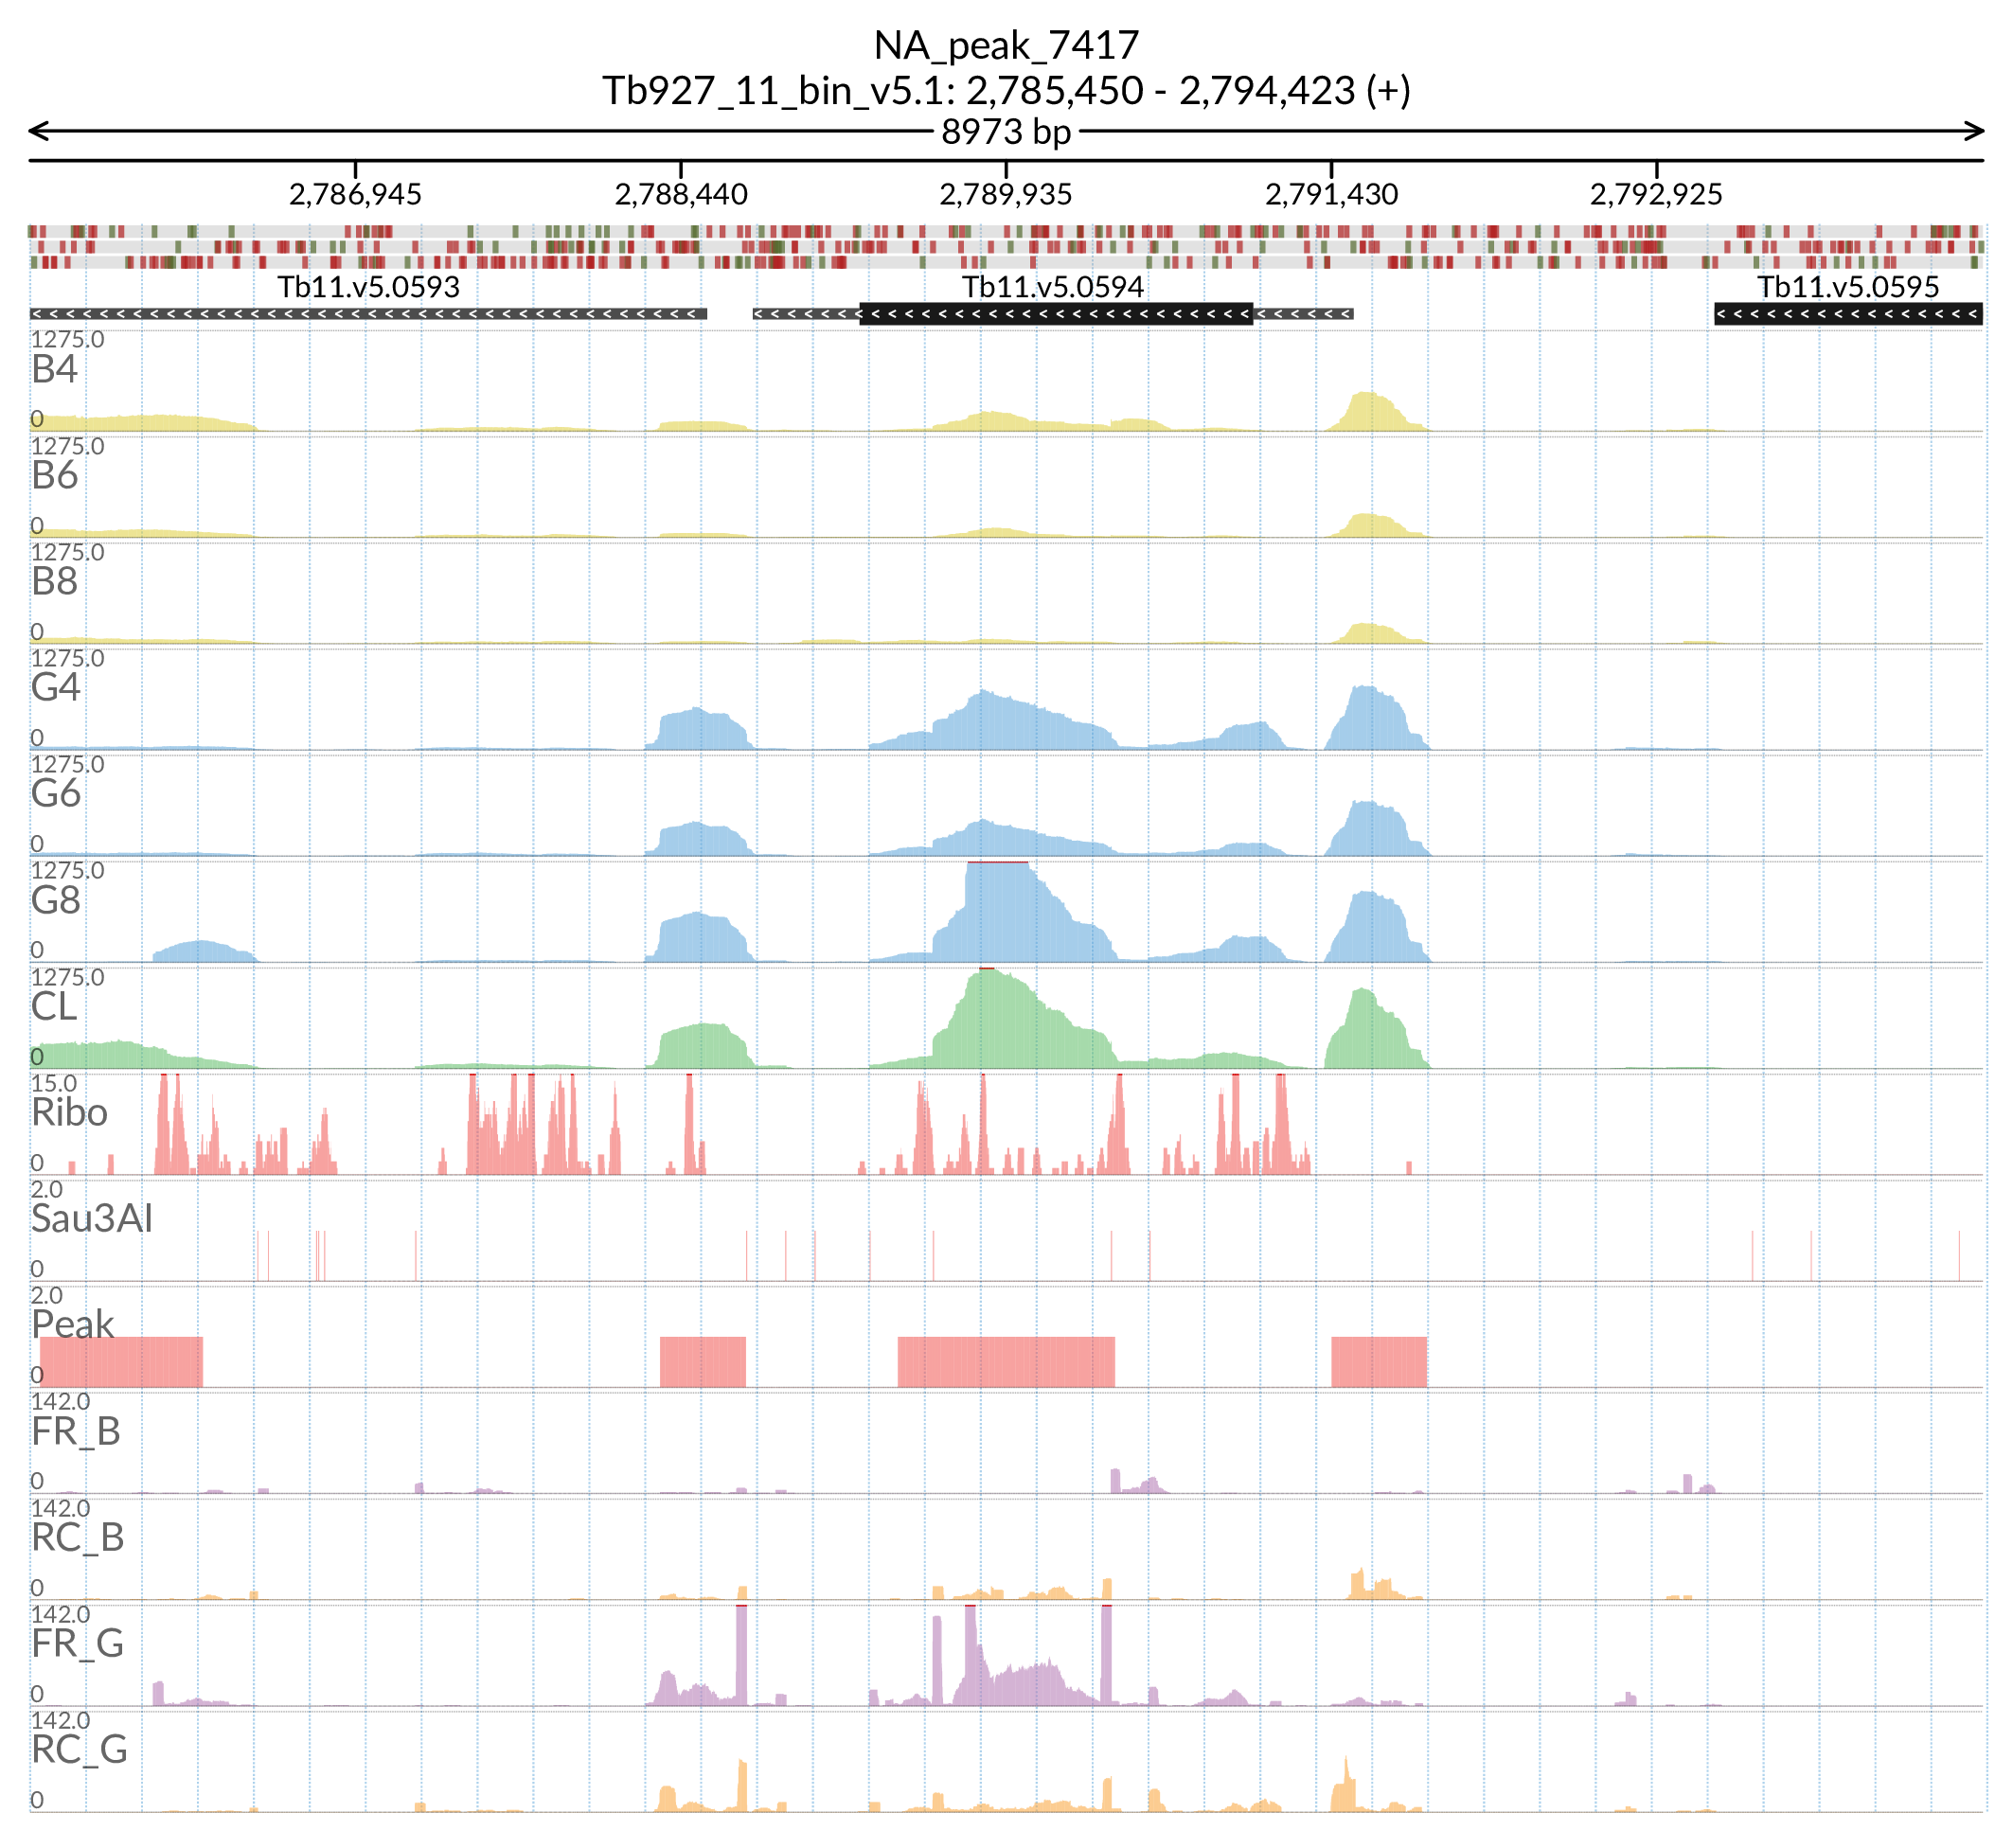 NA_peak_7417
Tb927_11_bin_v5.1: 2,785,450 - 2,794,423 (+)
8973 bp
2,786,945 2,788,440 2,789,935 2,791,430 2,792,925
Tb11.v5.0593 Tb11.v5.0594 Tb11.v5.0595
1275.0
B4
0
1275.0
B6
0
1275.0
B8
0
1275.0
G4
0
1275.0
G6
0
1275.0
G8
0
1275.0
CL
0
15.0
Ribo
0
2.0
Sau3AI
0
2.0
Peak
0
142.0
FR_B
0
142.0
RC_B
0
142.0
FR_G
0
142.0
RC_G
0